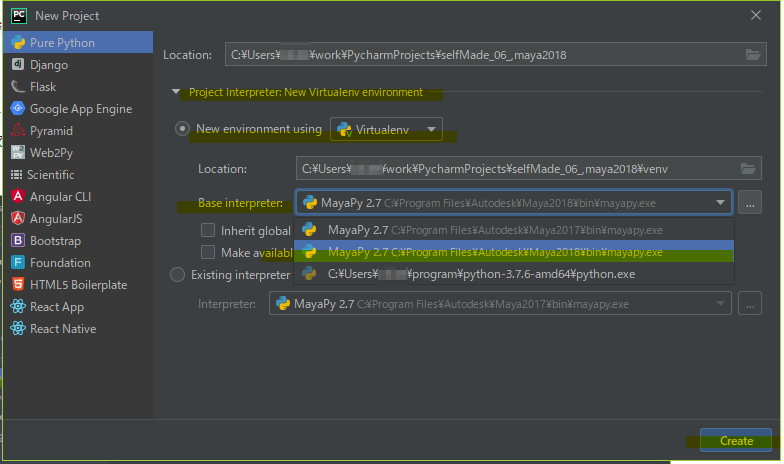 New Project
Pure Python
Django
Flask
Google App Engine
Pyramid
Web2Py
Scientific
Angular CLI
AngularJS
Bootstrap
Foundation
HTML5 Boilerplate
React App
React Native
Location: C:¥Users¥ ¥work¥PycharmProjects¥selfMade_06_,maya2018
Project Interpreter: New Virtualenv environment
New environment using Virtualenv
Location: C:¥Users¥ ¥work¥PycharmProjects¥selfMade_06_,maya2018¥venv
Base interpreter: MayaPy 2.7 C:¥Program Files¥Autodesk¥Maya2018¥bin¥mayapy.exe ...
Inherit global
MayaPy 2.7 C:¥Program Files¥Autodesk¥Maya2017¥bin¥mayapy.exe
Make availabl
MayaPy 2.7 C:¥Program Files¥Autodesk¥Maya2018¥bin¥mayapy.exe
Existing interpreter
C:¥Users¥ ¥program¥python-3.7.6-amd64¥python.exe
Interpreter: MayaPy 2.7 C:¥Program Files¥Autodesk¥Maya2017¥bin¥mayapy.exe ...
Create